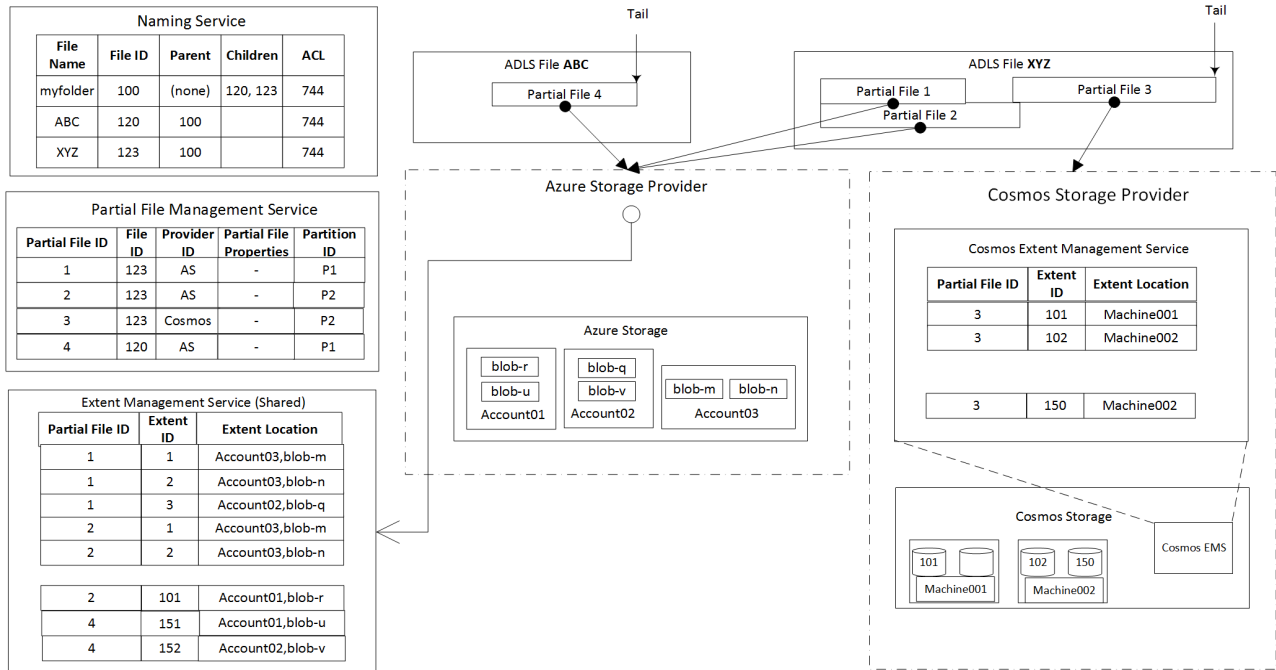 Naming Service
File Name File ID Parent Children ACL
myfolder 100 (none) 120, 123 744
ABC 120 100 744
XYZ 123 100 744
Partial File Management Service
Partial File ID File ID Provider ID Partial File Properties Partition ID
1 123 AS - P1
2 123 AS - P2
3 123 Cosmos - P2
4 120 AS - P1
Extent Management Service (Shared)
Partial File ID Extent ID Extent Location
1 1 Account03,blob-m
1 2 Account03,blob-n
1 3 Account02,blob-q
2 1 Account03,blob-m
2 2 Account03,blob-n
2 101 Account01,blob-r
4 151 Account01,blob-u
4 152 Account02,blob-v
Tail
ADLS File ABC
Partial File 4
Tail
ADLS File XYZ
Partial File 1
Partial File 3
Partial File 2
Azure Storage Provider
Azure Storage
blob-r
blob-u
Account01
blob-q
blob-v
Account02
blob-m blob-n
Account03
Cosmos Storage Provider
Cosmos Extent Management Service
Partial File ID Extent ID Extent Location
3 101 Machine001
3 102 Machine002
3 150 Machine002
Cosmos Storage
101
Machine001
102 150
Machine002
Cosmos EMS